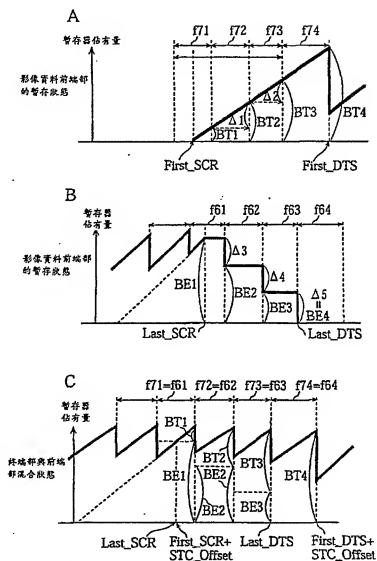 A
f71 f72 f73 f74
暫存器佔有量
影像資料前端部
的暫存狀態
Δ1 Δ2
BT1 BT2 BT3 BT4
First_SCR First_DTS
B
f61 f62 f63 f64
暫存器
佔有量
影像資料前端部
的暫存狀態
Δ3
Δ4
Δ5
=
BE4
BE1 BE2 BE3
Last_SCR Last_DTS
C
f71=f61 f72=f62 f73=f63 f74=f64
暫存器
佔有量
終端部與前端
部混合狀態
BT1
BT2 BT3 BT4
BE1 BE2
BE2 BE3
Last_SCR First_SCR+
STC_Offset Last_DTS First_DTS+
STC_Offset